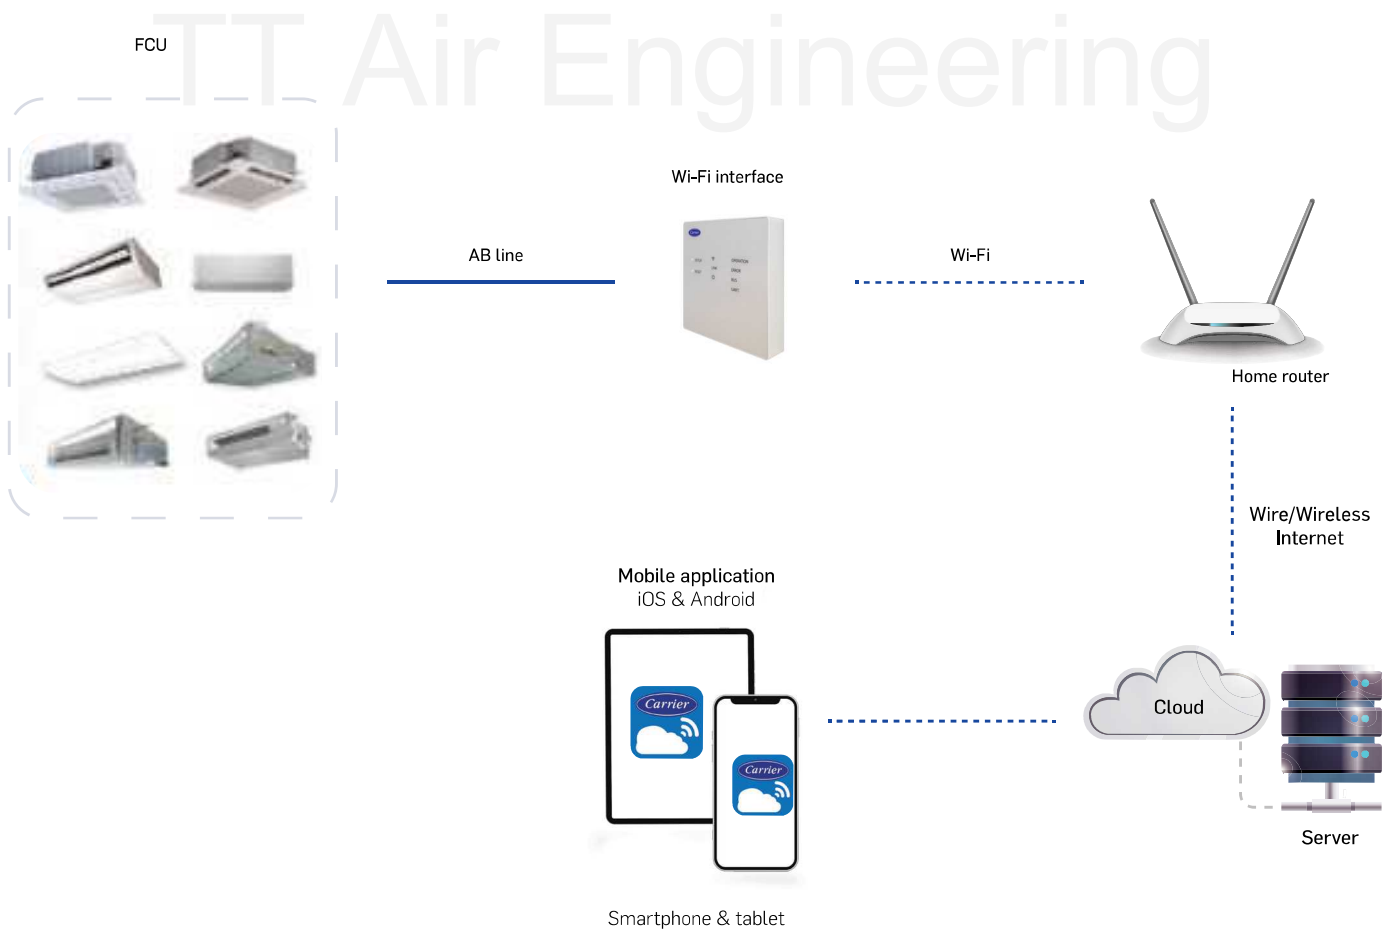 TT Air Engineering
FCU
Wi-Fi interface
Carrier
AB line
Wi-Fi
Home router
Wire/Wireless
Internet
Mobile application
iOS & Android
Carrier
Carrier
Cloud
Server
Smartphone & tablet